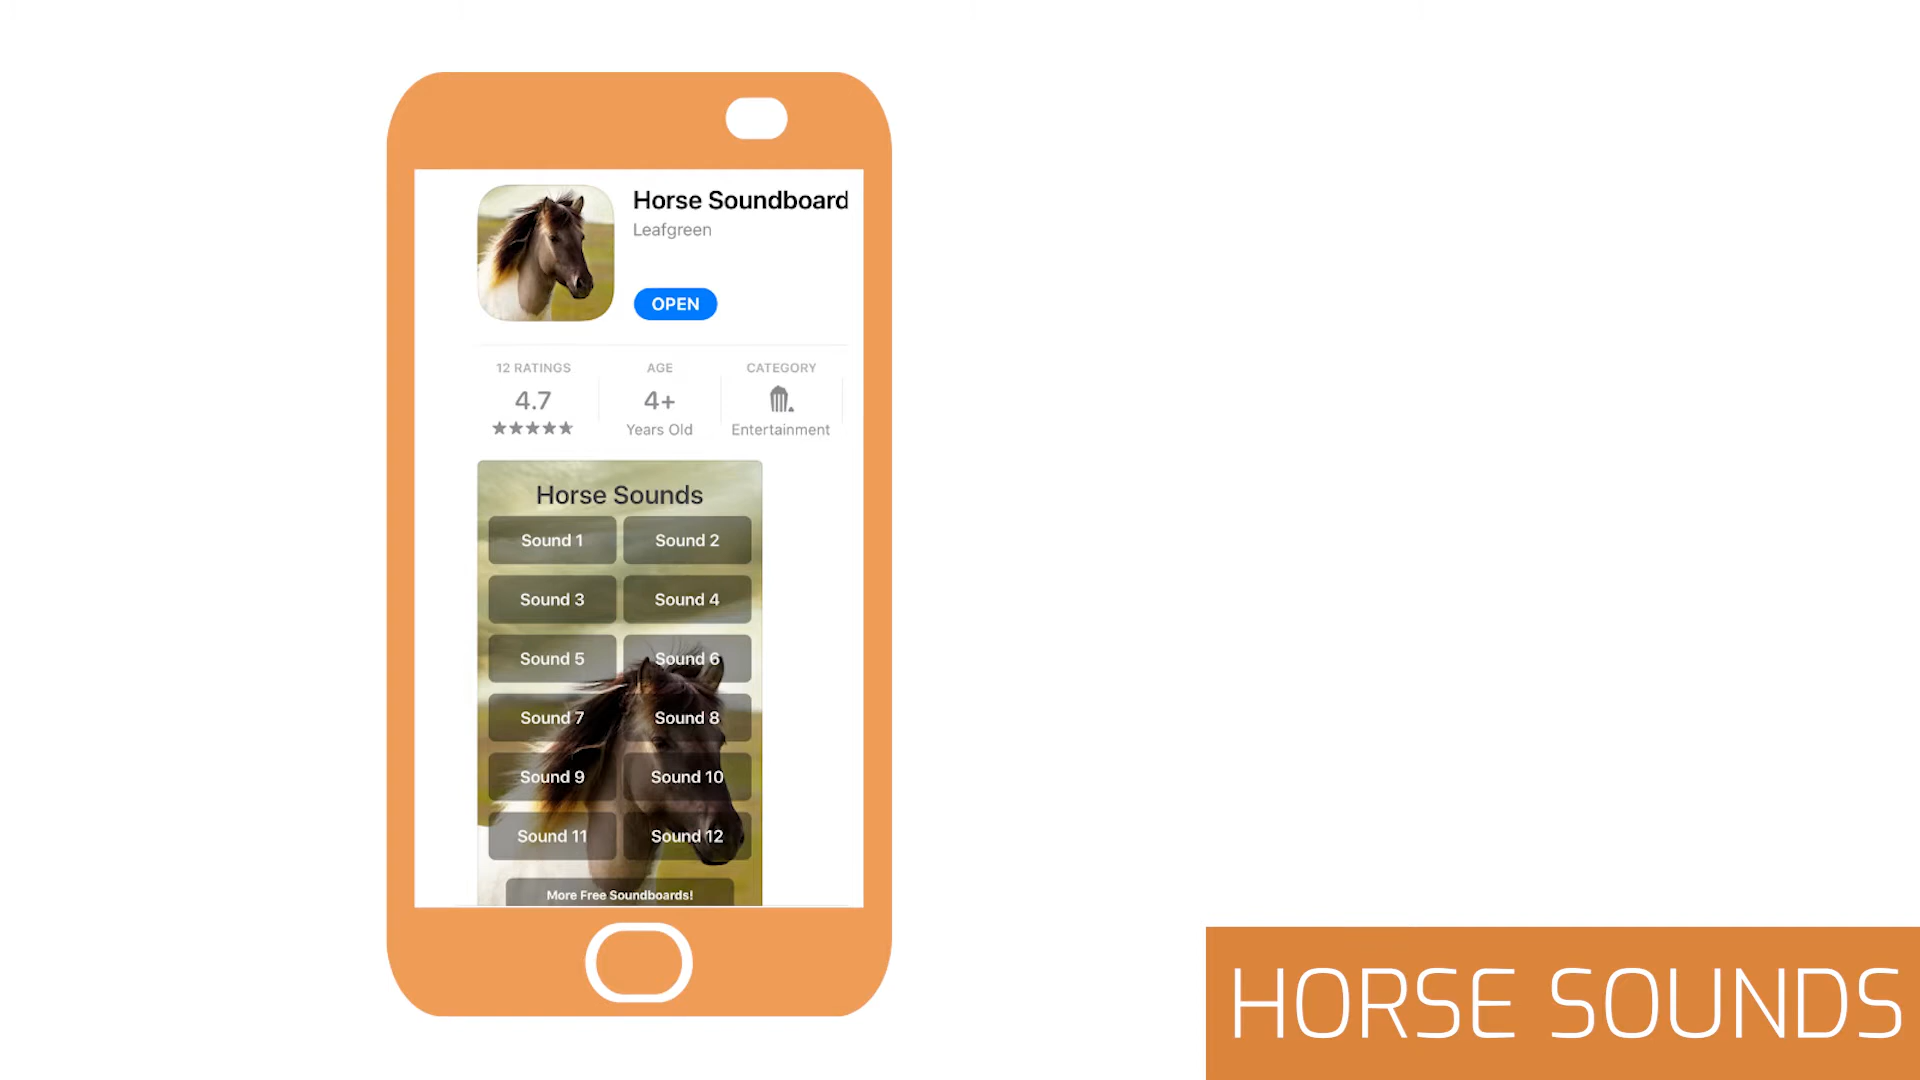 Horse Soundboard
Leafgreen
OPEN
12 RATINGS
AGE
CATEGORY
4.7
4+
Years Old
Entertainment
Horse Sounds
Sound 1
Sound 2
Sound 3
Sound 4
Sound 5
Sound 6
Sound 7
Sound 8
Sound 9
Sound 10
Sound 11
Sound 12
More Free Soundboards!
HORSE SOUNDS